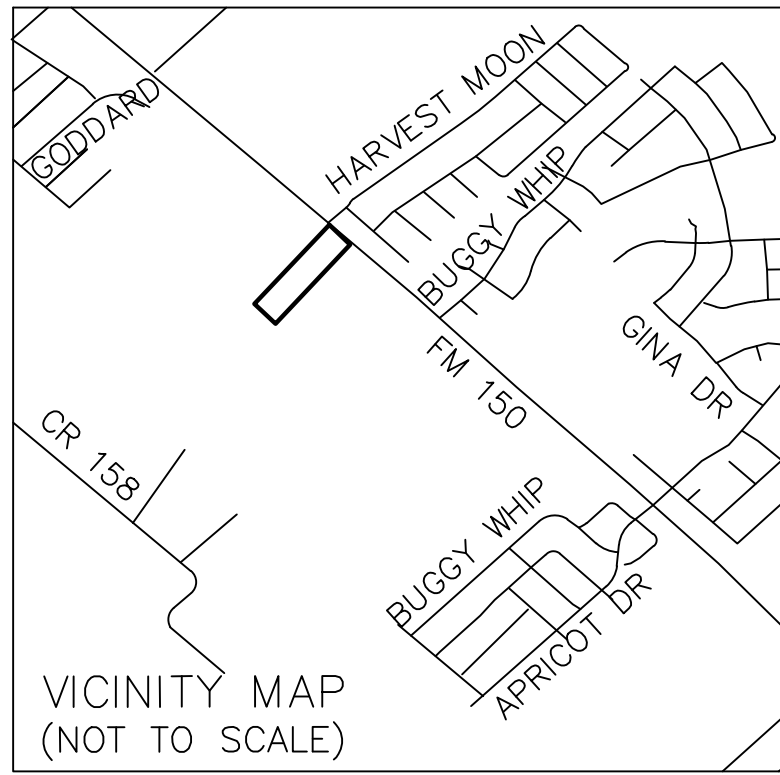 GODDARD
HARVEST MOON
BUGGY WHIP
GINA DR
FM 150
CR 158
BUGGY WHIP
APRICOT DR
VICINITY MAP
(NOT TO SCALE)